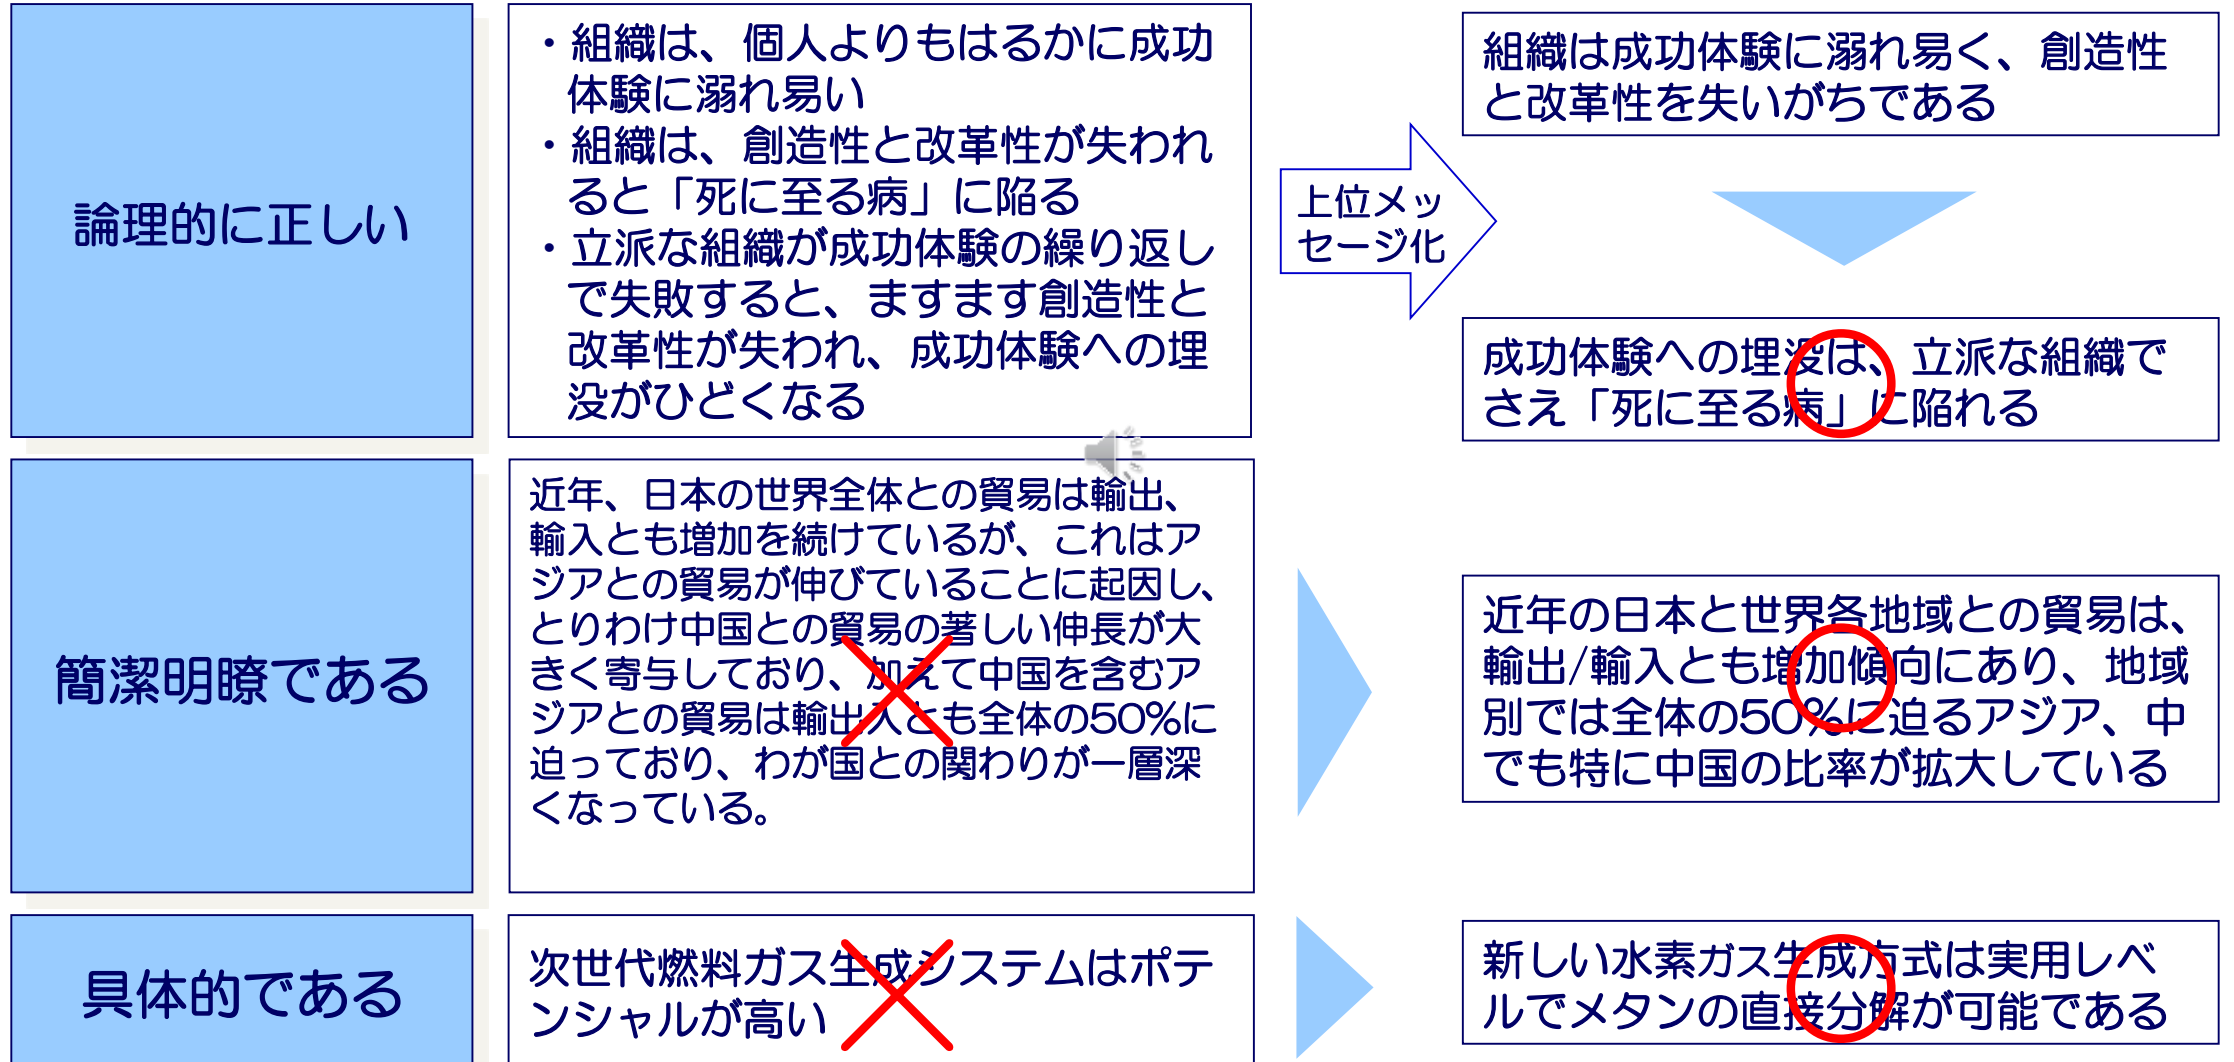 論理的に正しい
・組織は、個人よりもはるかに成功
体験に溺れ易い
・組織は、創造性と改革性が失われ
ると「死に至る病」に陥る
・立派な組織が成功体験の繰り返し
で失敗すると、ますます創造性と
改革性が失われ、成功体験への埋
没がひどくなる
上位メッ
セージ化
組織は成功体験に溺れ易く、創造性
と改革性を失いがちである
成功体験への埋没は、立派な組織で
さえ「死に至る病」に陥れる
簡潔明瞭である
近年、日本の世界全体との貿易は輸出、
輸入とも増加を続けているが、これはア
ジアとの貿易が伸びていることに起因し、
とりわけ中国との貿易の著しい伸長が大
きく寄与しており、加えて中国を含むア
ジアとの貿易は輸出入とも全体の50%に
迫っており、わが国との関わりが一層深
くなっている。
近年の日本と世界各地域との貿易は、
輸出/輸入とも増加傾向にあり、地域
別では全体の50%に迫るアジア、中
でも特に中国の比率が拡大している
具体的である
次世代燃料ガス生成システムはポテ
ンシャルが高い
新しい水素ガス生成方式は実用レベ
ルでメタンの直接分解が可能である